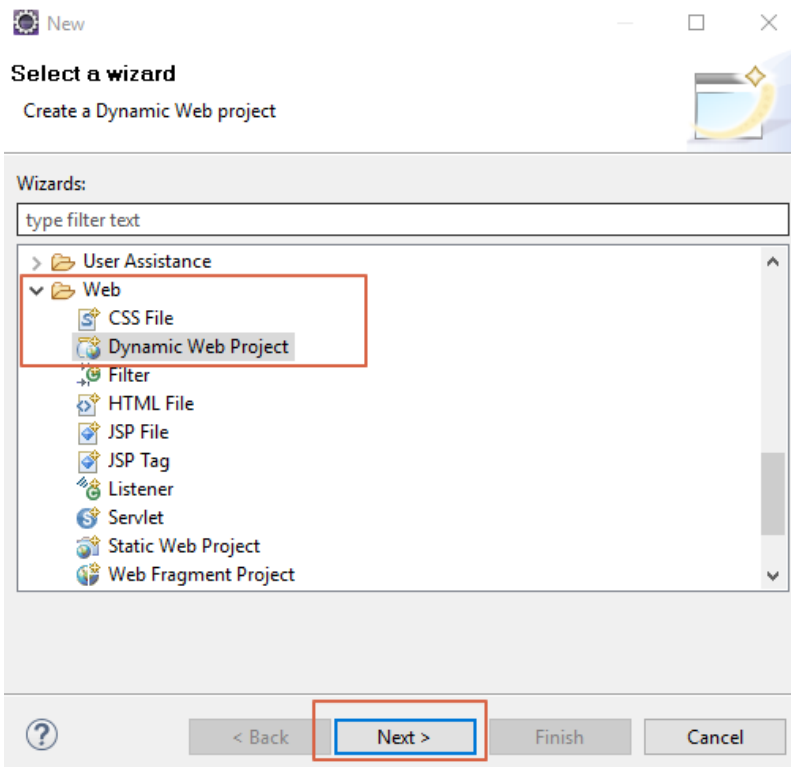 New
Select a wizard
Create a Dynamic Web project
Wizards:
type filter text
User Assistance
Web
CSS File
Dynamic Web Project
Filter
HTML File
JSP File
JSP Tag
Listener
Servlet
Static Web Project
Web Fragment Project
? < Back Next > Finish Cancel